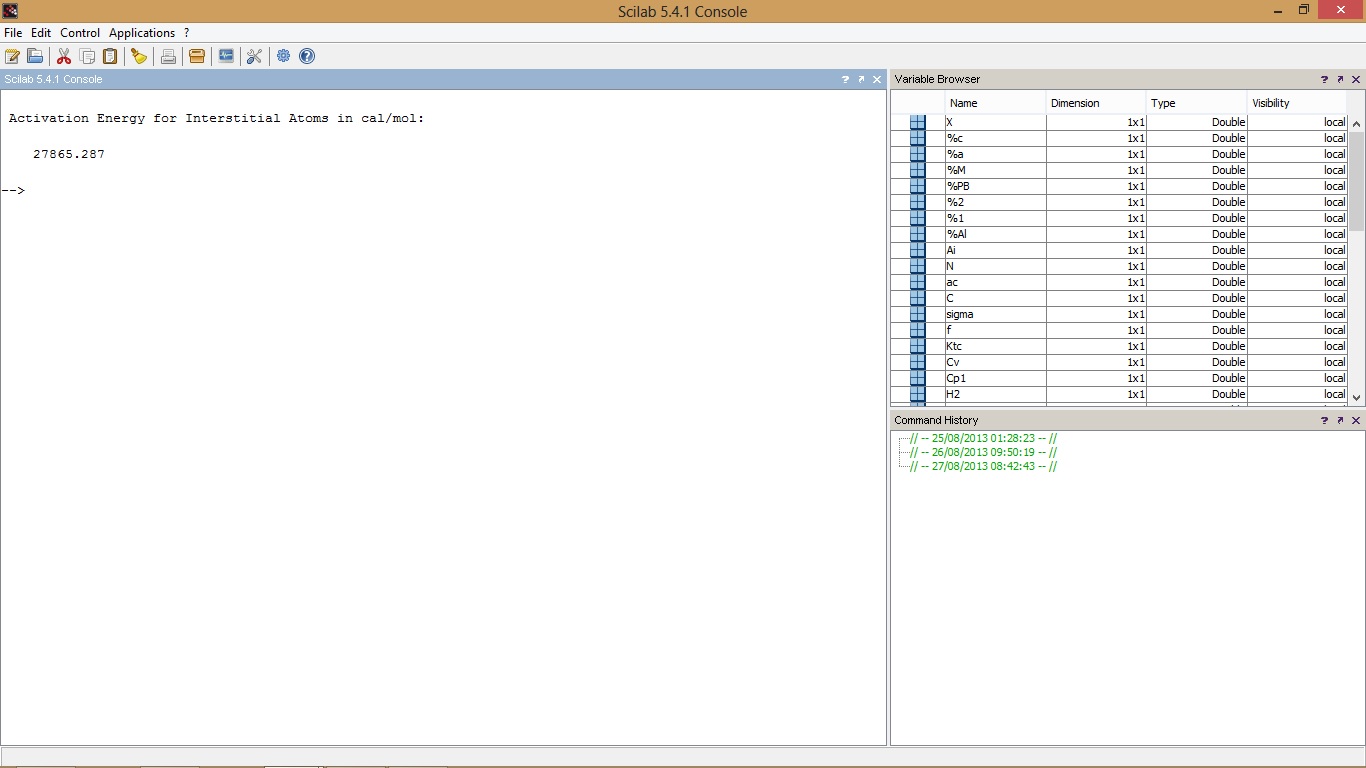 Scilab 5.4.1 Console
File Edit Control Applications ?
Scilab 5.4.1 Console
Activation Energy for Interstitial Atoms in cal/mol:
27865.287
-->
Variable Browser
Name Dimension Type Visibility
X 1x1 Double local
%c 1x1 Double local
%a 1x1 Double local
%M 1x1 Double local
%PB 1x1 Double local
%2 1x1 Double local
%1 1x1 Double local
%Al 1x1 Double local
Ai 1x1 Double local
N 1x1 Double local
ac 1x1 Double local
C 1x1 Double local
sigma 1x1 Double local
f 1x1 Double local
Ktc 1x1 Double local
Cv 1x1 Double local
Cp1 1x1 Double local
H2 1x1 Double local
Command History
// -- 25/08/2013 01:28:23 -- //
// -- 26/08/2013 09:50:19 -- //
// -- 27/08/2013 08:42:43 -- //